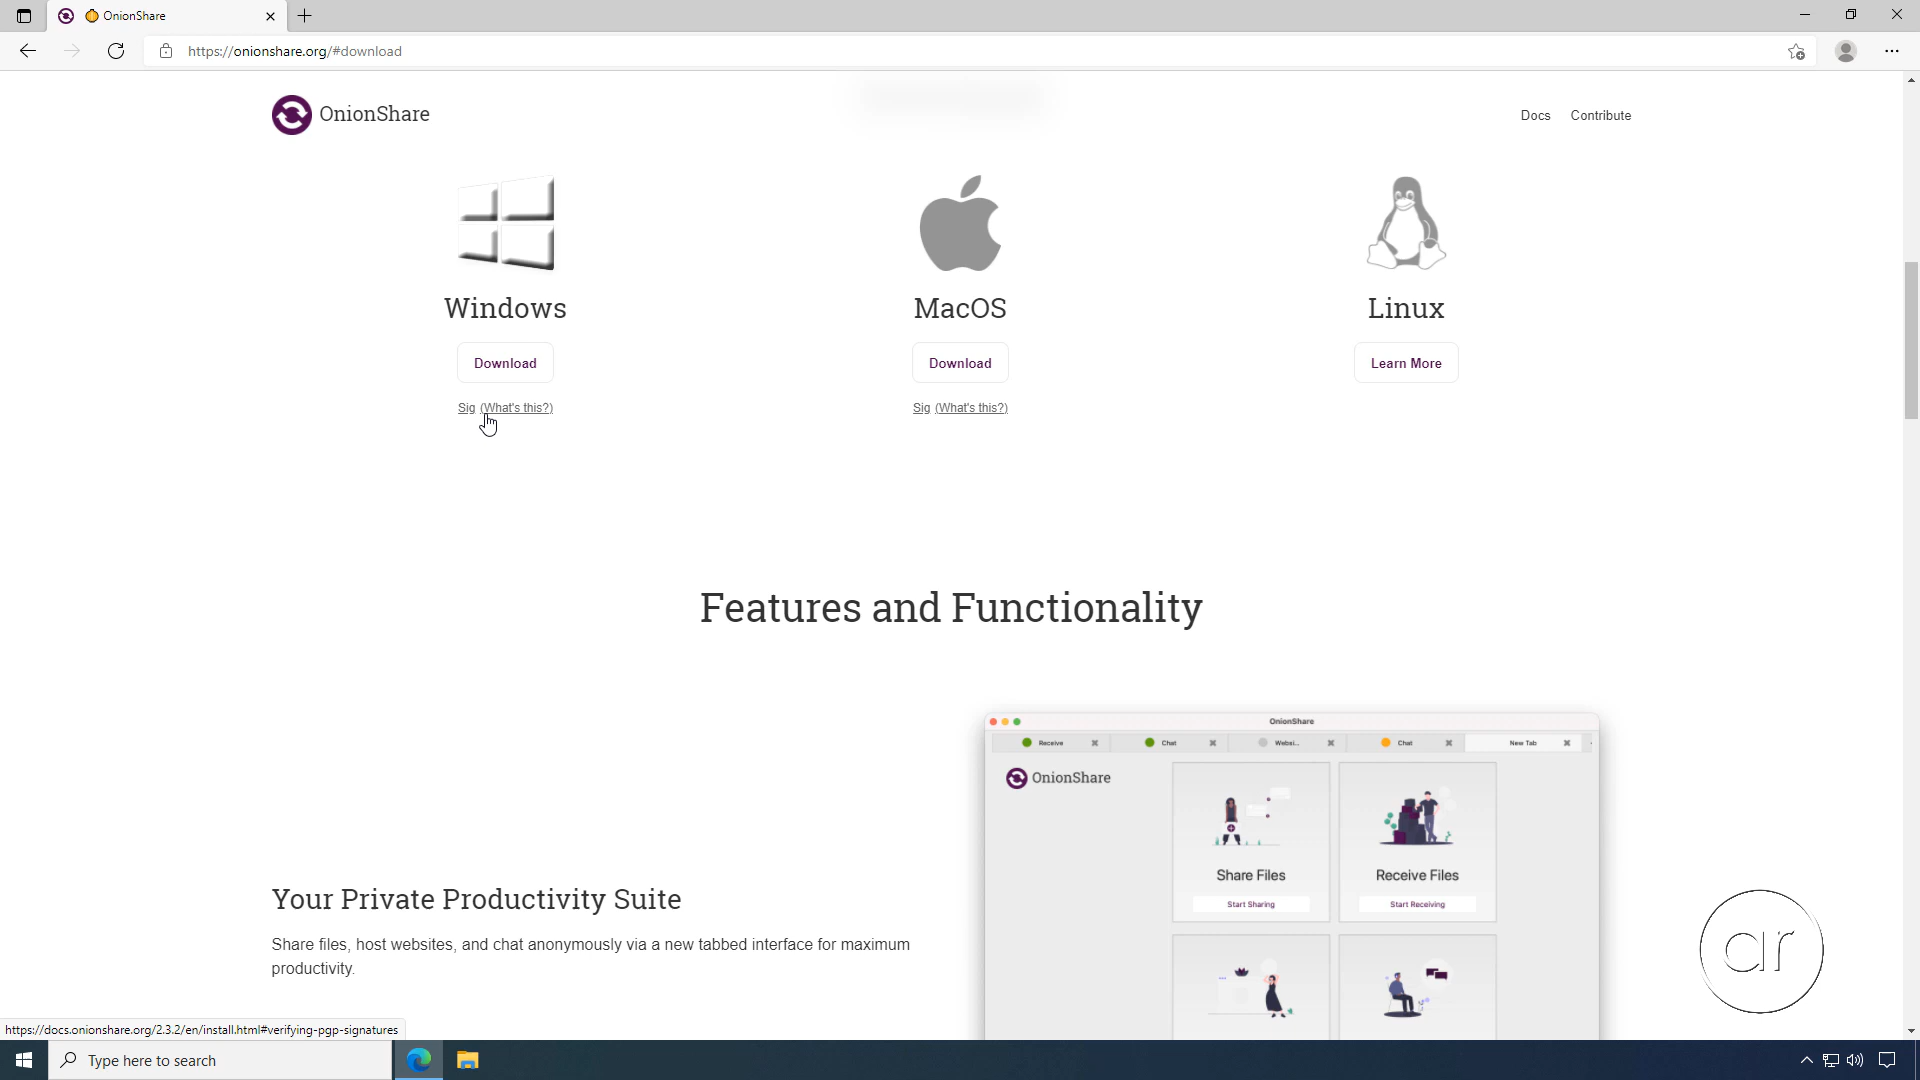 OnionShare
https://onionshare.org/#download
OnionShare
Docs
Contribute
Windows
MacOS
Linux
Download
Download
Learn More
Sig (What's this?)
Sig (What's this?)
Features and Functionality
OnionShare
Receive
Chat
Websi...
Chat
New Tab
OnionShare
Share Files
Receive Files
Start Sharing
Start Receiving
Your Private Productivity Suite
Share files, host websites, and chat anonymously via a new tabbed interface for maximum
productivity.
ar
https://docs.onionshare.org/2.3.2/en/install.html#verifying-pgp-signatures
Type here to search